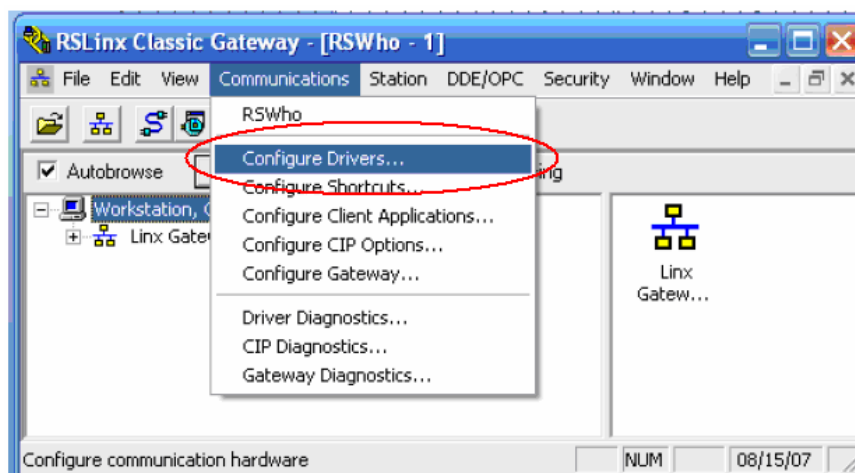 RSLinx Classic Gateway - [RSWho - 1]
File Edit View Communications Station DDE/OPC Security Window Help
RSWho
Configure Drivers...
Configure Shortcuts...
Configure Client Applications...
Configure CIP Options...
Configure Gateway...
Driver Diagnostics...
CIP Diagnostics...
Gateway Diagnostics...
Autobrowse
Workstation,
Linx
Linx
Gatew...
Configure communication hardware
NUM
08/15/07